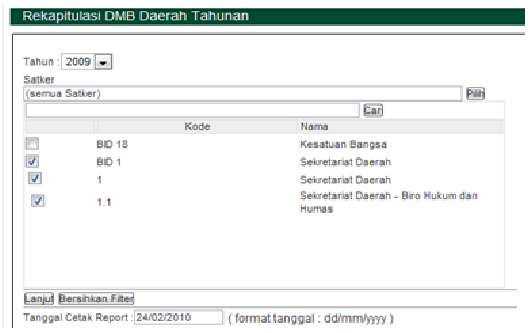 Rekapitulasi DMB Daerah Tahunan
Tahun : 2009
Satker
(semua Satker) Pilih
Cari
Kode Nama
BID 18 Kesatuan Bangsa
BID 1 Sekretariat Daerah
1 Sekretariat Daerah
1.1 Sekretariat Daerah - Biro Hukum dan
Humas
Lanjut Bersihkan Filter
Tanggal Cetak Report : 24/02/2010 ( format tanggal : dd/mm/yyyy )